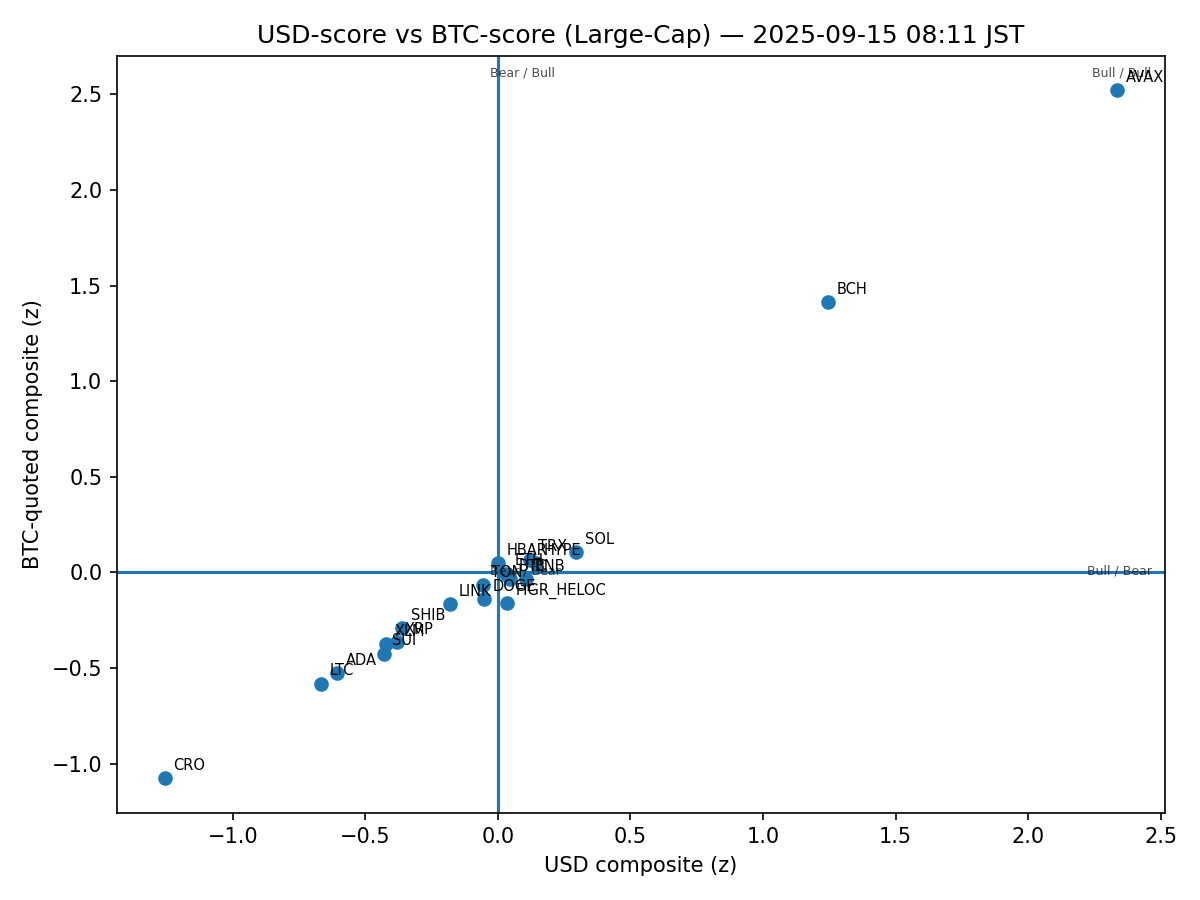 USD-score vs BTC-score (Large-Cap) — 2025-09-15 08:11 JST
BTC-quoted composite (z)
2.5
2.0
1.5
1.0
0.5
0.0
−0.5
−1.0
Bear / Bull
Bull / Bull
AVAX
BCH
SOL
TRX
HBAR
HYPE
BNB
TON
Bull / Bear
DOGE
HGR_HELOC
LINK
SHIB
XRP
XLM
SUI
ADA
LTC
CRO
−1.0
−0.5
0.0
0.5
1.0
1.5
2.0
2.5
USD composite (z)